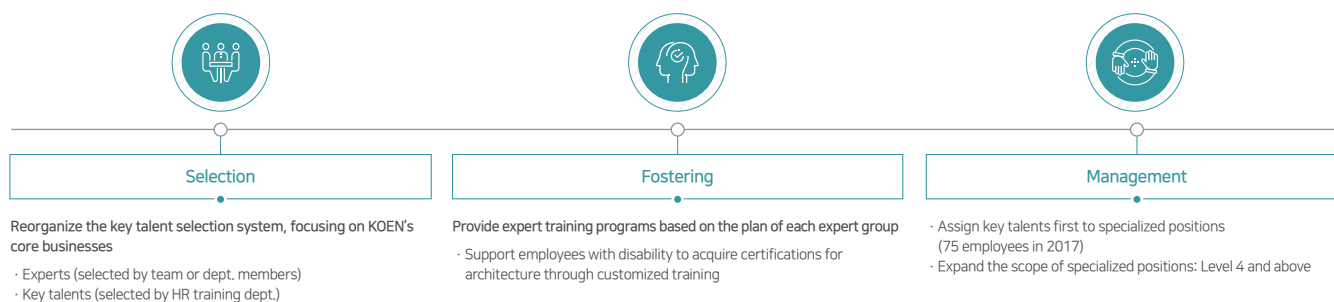 Selection
Reorganize the key talent selection system, focusing on KOEN's
core businesses
· Experts (selected by team or dept. members)
· Key talents (selected by HR training dept.)
Fostering
Provide expert training programs based on the plan of each expert group
· Support employees with disability to acquire certifications for
architecture through customized training
Management
· Assign key talents first to specialized positions
(75 employees in 2017)
· Expand the scope of specialized positions: Level 4 and above